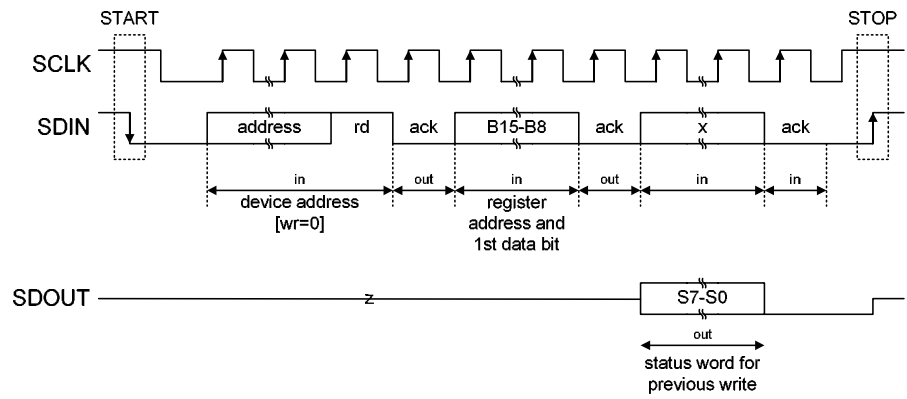 START STOP
SCLK
SDIN address rd ack B15-B8 ack x ack
in out in out in in
device address
[wr=0]
register
address and
1st data bit
SDOUT z S7-S0
out
status word for
previous write